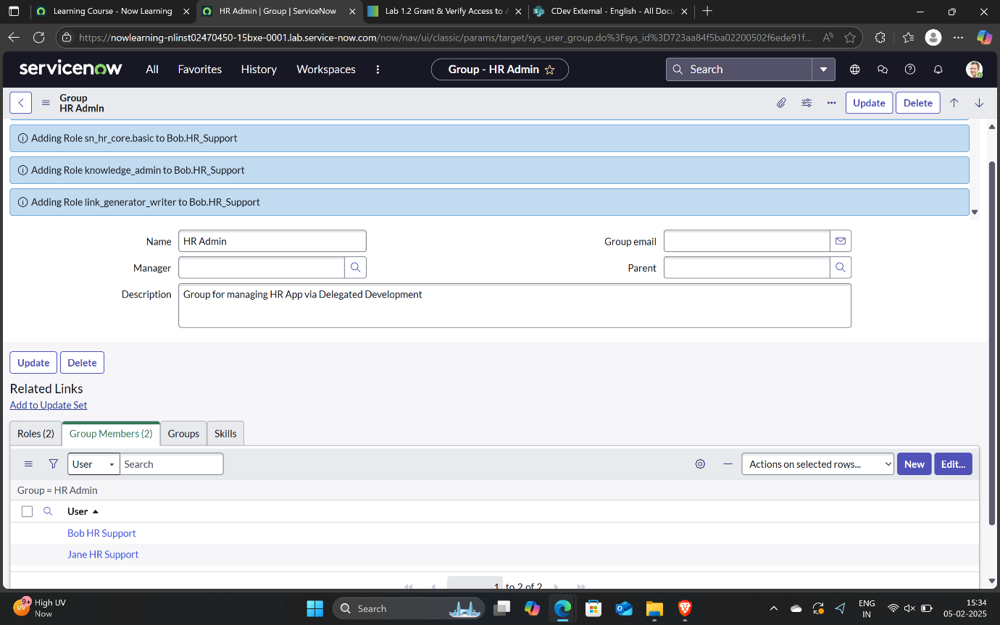 Learning Course - Now Learning
HR Admin | Group | ServiceNow
Lab 1.2 Grant & Verify Access to A
CDev External - English - All Docu
https://nowlearning-nlinst02470450-15bxe-0001.lab.service-now.com/now/nav/ui/classic/params/target/sys_user_group.do%3Fsys_id%3D723aa84f5ba02200502f6ede91f...
servicenow
All
Favorites
History
Workspaces
Group - HR Admin
Search
Group
HR Admin
Update
Delete
Adding Role sn_hr_core.basic to Bob.HR_Support
Adding Role knowledge_admin to Bob.HR_Support
Adding Role link_generator_writer to Bob.HR_Support
Name
HR Admin
Group email
Manager
Parent
Description
Group for managing HR App via Delegated Development
Update
Delete
Related Links
Add to Update Set
Roles (2)
Group Members (2)
Groups
Skills
User
Search
Actions on selected rows...
New
Edit...
Group = HR Admin
User
Bob HR Support
Jane HR Support
1 to 2 of 2
9+
UV
High UV
Now
Search
ENG
IN
15:34
05-02-2025